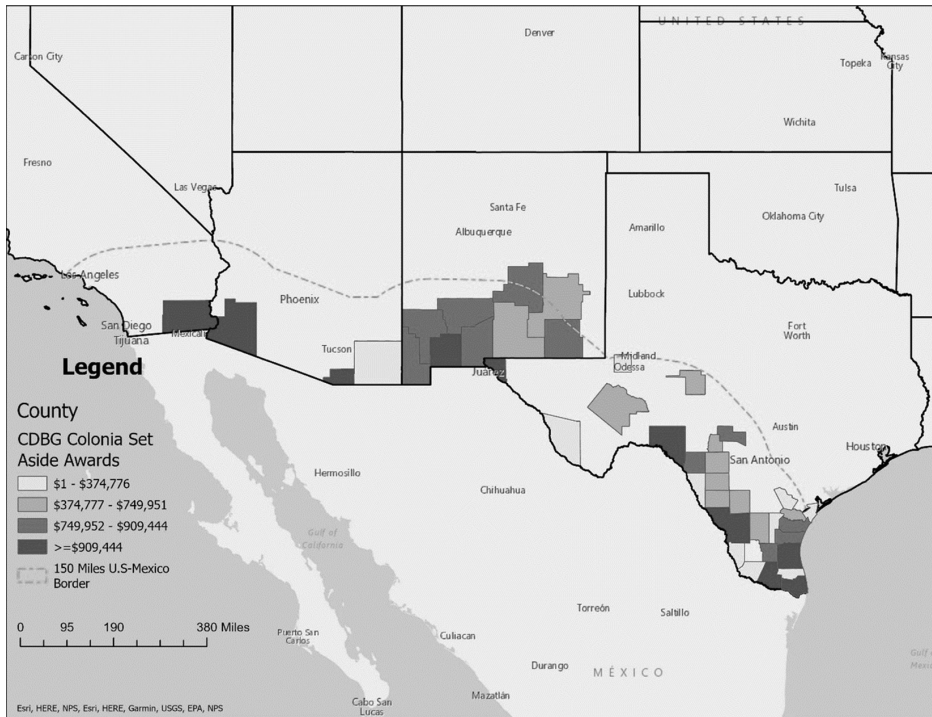 UNITED STATES
Denver
Carson City
Topeka
Kansas
City
Wichita
Fresno
Las Vegas
Tulsa
Santa Fe
Oklahoma City
Albuquerque
Amarillo
Los Angeles
Phoenix
Lubbock
San Diego
Mexicali
Tijuana
Fort
Worth
Tucson
Midland
Odessa
Juárez
Austin
Houston
San Antonio
Hermosillo
Chihuahua
Gulf of
California
Torreón
Saltillo
Culiacan
Puerto San
Carlos
Durango
MÉXICO
Mazatlán
Cabo San
Lucas
Legend
County
CDBG Colonia Set
Aside Awards
$1 - $374,776
$374,777 - $749,951
$749,952 - $909,444
>=$909,444
150 Miles U.S-Mexico
Border
0 95 190 380 Miles
Esri, HERE, NPS, Esri, HERE, Garmin, USGS, EPA, NPS